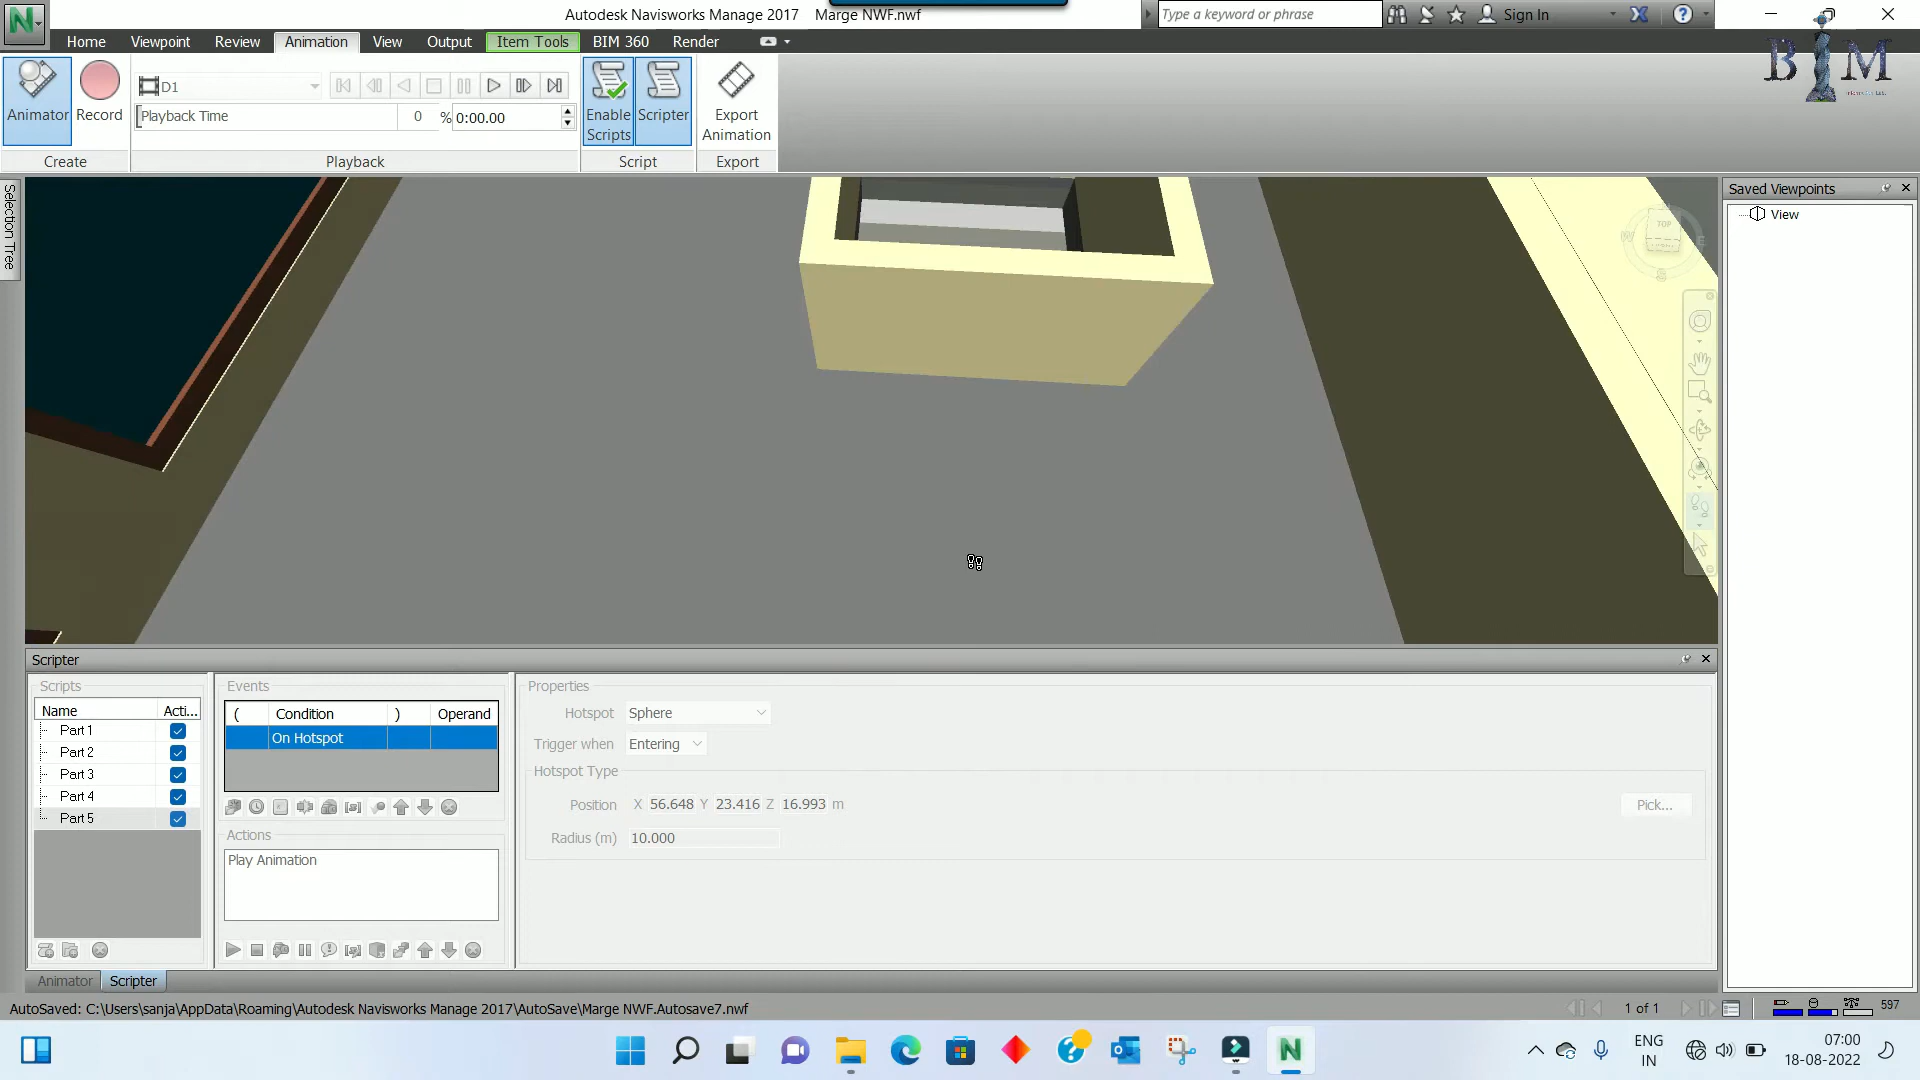 Autodesk Navisworks Manage 2017 Marge NWF.nwf
Type a keyword or phrase
Sign In
Home Viewpoint Review Animation View Output Item Tools BIM 360 Render
BIM
D1
Animator Record
Playback Time 0 % 0:00.00
Enable Scripts
Scripter
Export Animation
Create Playback Script Export
Selection Tree
Saved Viewpoints
View
TOP
W E
S
Scripter
Scripts
Name Acti...
Part 1
Part 2
Part 3
Part 4
Part 5
Events
( Condition ) Operand
On Hotspot
Actions
Play Animation
Properties
Hotspot Sphere
Trigger when Entering
Hotspot Type
Position X 56.648 Y 23.416 Z 16.993 m
Pick...
Radius (m) 10.000
Animator Scripter
AutoSaved: C:\Users\sanja\AppData\Roaming\Autodesk Navisworks Manage 2017\AutoSave\Marge NWF.Autosave7.nwf
1 of 1
597
ENG
IN
07:00
18-08-2022